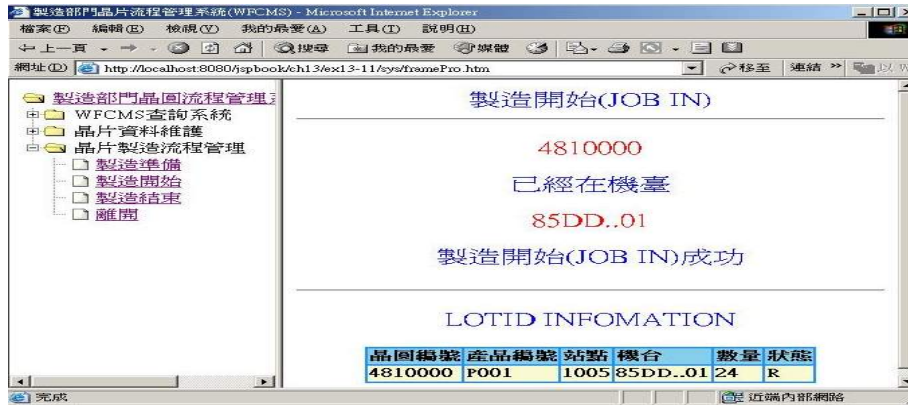 製造部門晶片流程管理系統(WFCMS) - Microsoft Internet Explorer
檔案(F) 編輯(E) 檢視(V) 我的最愛(A) 工具(T) 說明(H)
上一頁 搜尋 我的最愛 媒體
網址(D) http://localhost:8080/jspbook/ch13/ex13-11/sys/framePro.htm 移至 連結 »
製造部門晶圓流程管理
WFCMS查詢系統
晶片資料維護
晶片製造流程管理
製造準備
製造開始
製造結束
離開
製造開始(JOB IN)
4810000
已經在機臺
85DD..01
製造開始(JOB IN)成功
LOTID INFOMATION
晶圓編號 產品編號 站點 機台 數量 狀態
4810000 P001 1005 85DD..01 24 R
完成 近端內部網路